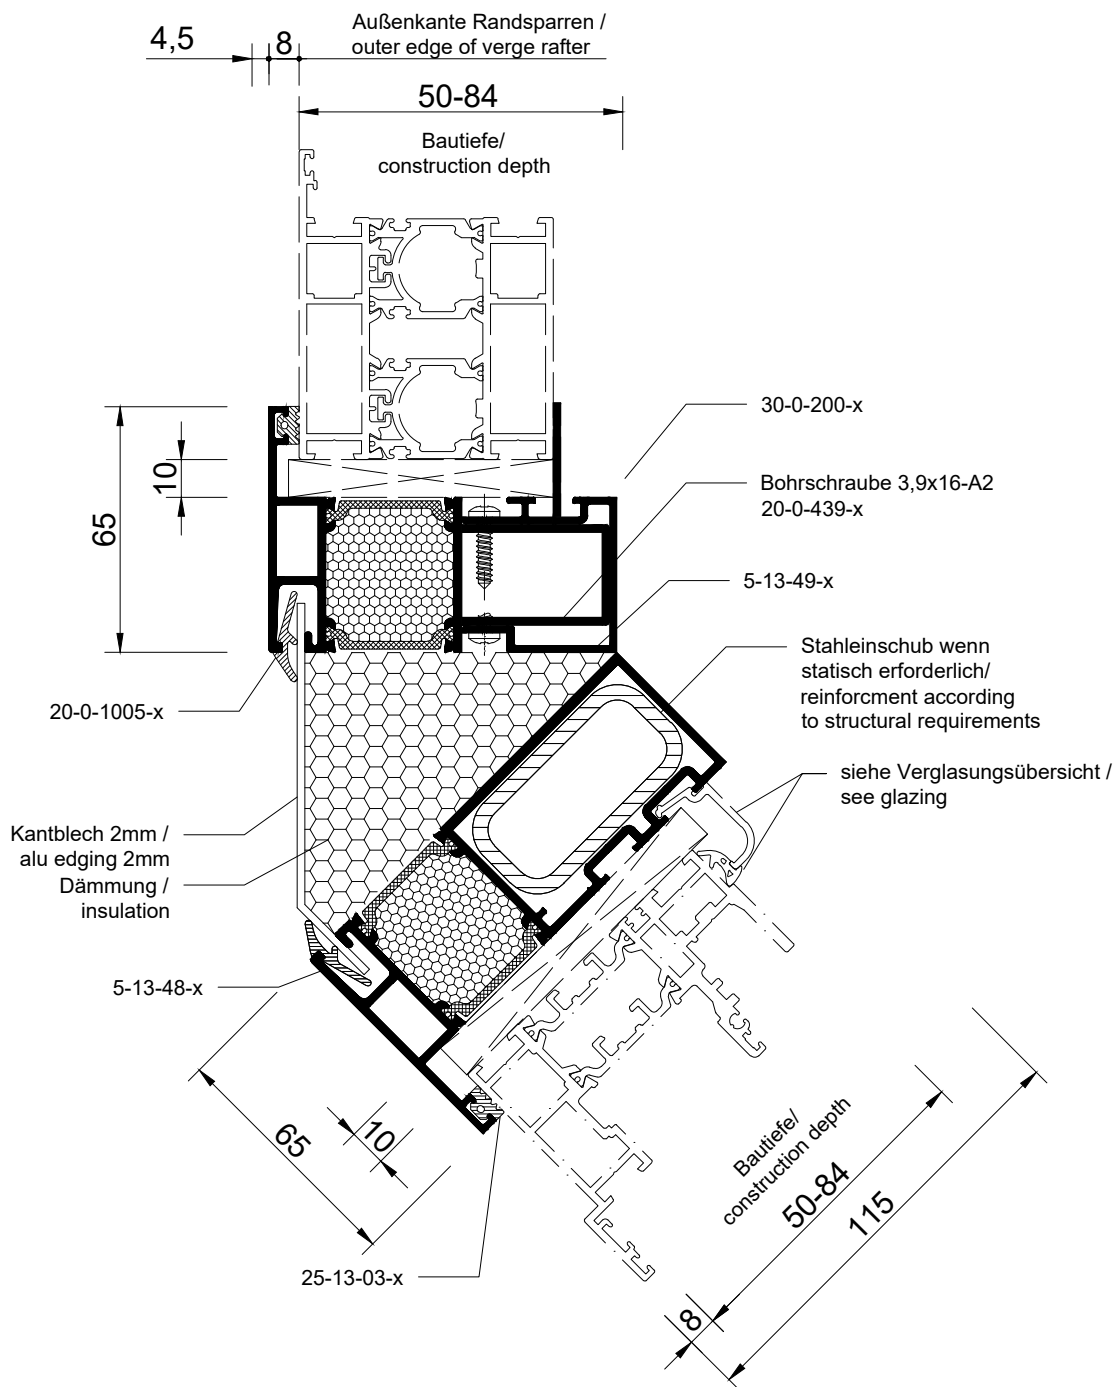 Außenkante Randsparren /
outer edge of verge rafter
4,5
8
50-84
Bautiefe/
construction depth
30-0-200-x
10
65
Bohrschraube 3,9x16-A2
20-0-439-x
5-13-49-x
Stahleinschub wenn
statisch erforderlich/
reinforcment according
to structural requirements
20-0-1005-x
siehe Verglasungsübersicht /
see glazing
Kantblech 2mm /
alu edging 2mm
Dämmung /
insulation
5-13-48-x
65
10
Bautiefe/
construction depth
50-84
115
25-13-03-x
8